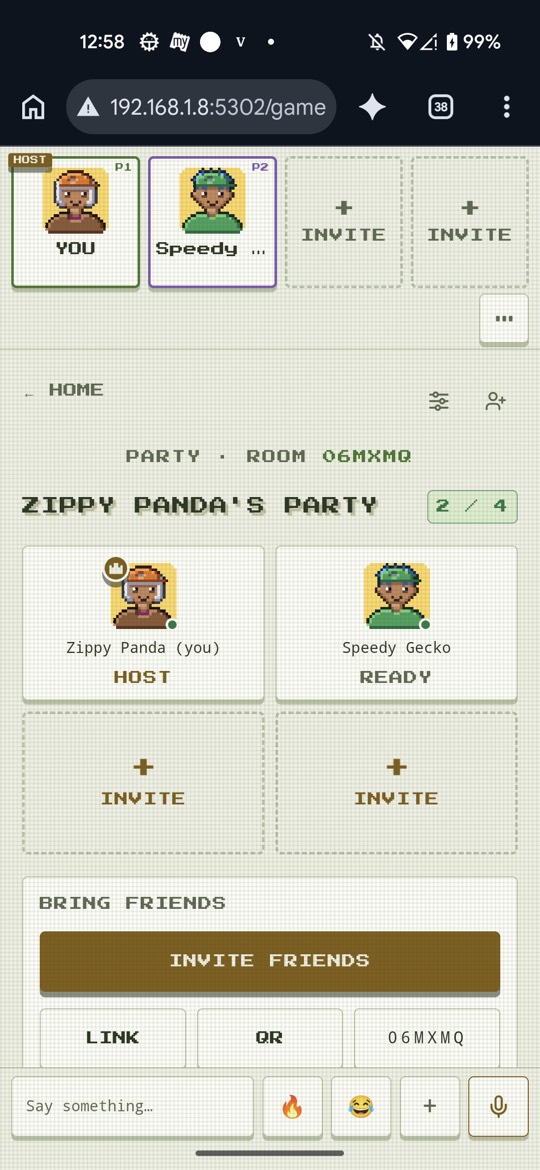 12:58 my V 99%
192.168.1.8:5302/game 38
HOST P1 P2
YOU Speedy … + INVITE + INVITE
...
← HOME
PARTY · ROOM 06MXMQ
ZIPPY PANDA'S PARTY 2 / 4
Zippy Panda (you) Speedy Gecko
HOST READY
+ +
INVITE INVITE
BRING FRIENDS
INVITE FRIENDS
LINK QR 06MXMQ
Say something… +